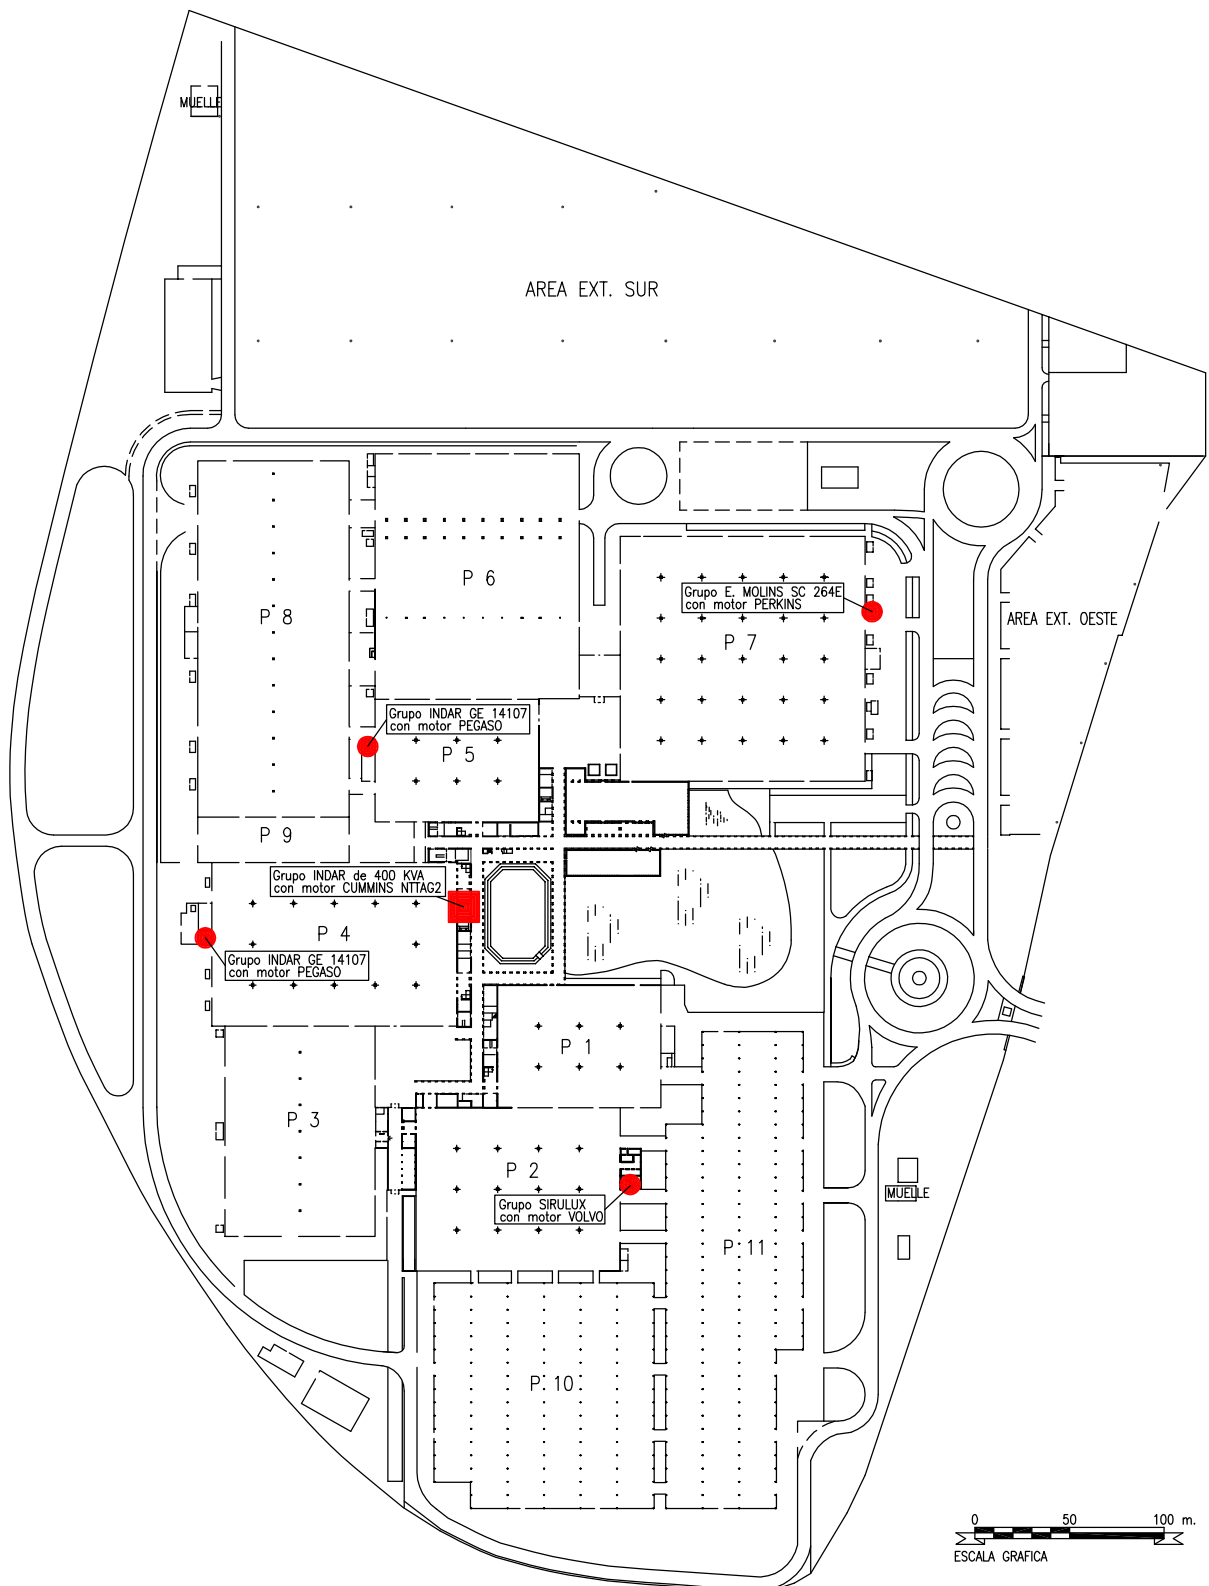 MUELLE
AREA EXT. SUR
P 6
P 8
Grupo E. MOLINS SC 264E
con motor PERKINS
AREA EXT. OESTE
P 7
Grupo INDAR GE 14107
con motor PEGASO
P 5
P 9
Grupo INDAR de 400 KVA
con motor CUMMINS NTTAG2
P 4
Grupo INDAR GE 14107
con motor PEGASO
P 1
P 3
P 2
MUELLE
Grupo SIRULUX
con motor VOLVO
P 11
P 10
0 50 100 m.
ESCALA GRAFICA